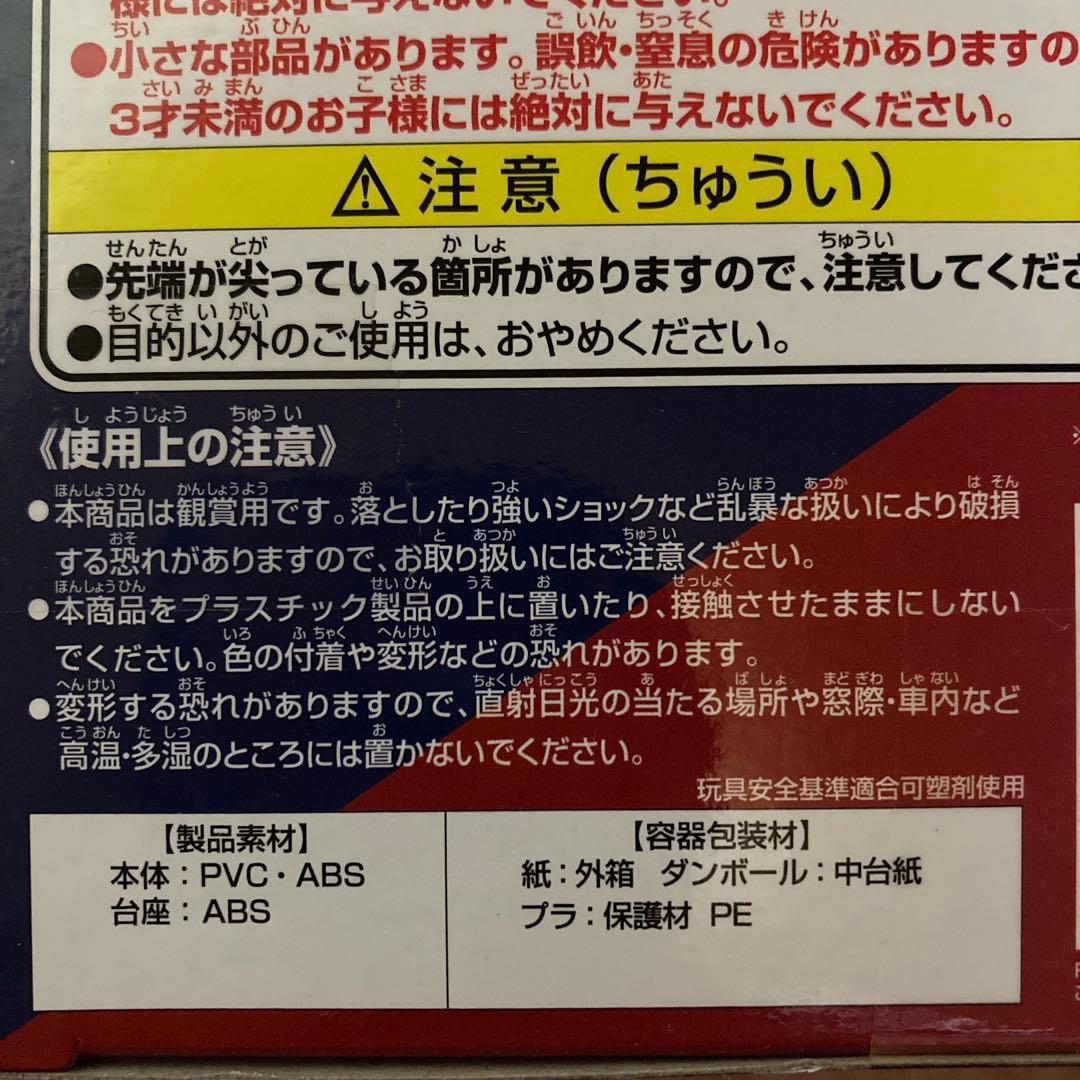 様には絶対に与えないでください。
●小さな部品があります。誤飲・窒息の危険がありますの
3才未満のお子様には絶対に与えないでください。
⚠注意（ちゅうい）
●先端が尖っている箇所がありますので、注意してくださ
●目的以外のご使用は、おやめください。
《使用上の注意》
●本商品は観賞用です。落としたり強いショックなど乱暴な扱いにより破損
する恐れがありますので、お取り扱いにはご注意ください。
●本商品をプラスチック製品の上に置いたり、接触させたままにしない
でください。色の付着や変形などの恐れがあります。
●変形する恐れがありますので、直射日光の当たる場所や窓際・車内など
高温・多湿のところには置かないでください。
玩具安全基準適合可塑剤使用
【製品素材】
本体：PVC・ABS
台座：ABS
【容器包装材】
紙：外箱 ダンボール：中台紙
プラ：保護材 PE